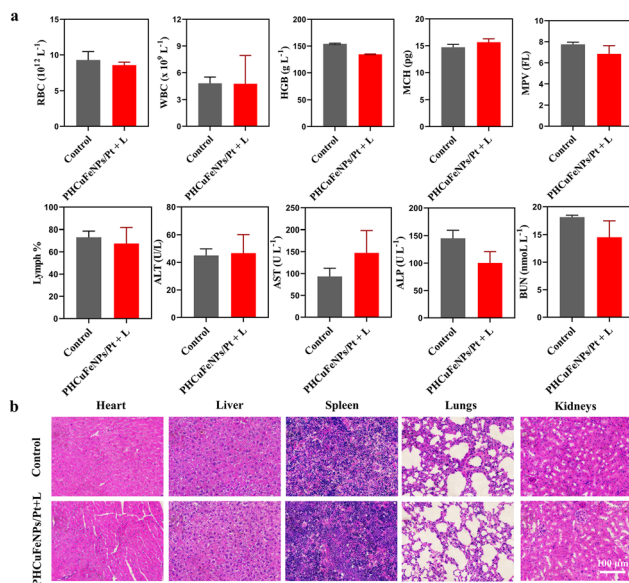 a
RBC (10¹² L⁻¹)
15
10
5
0
Control
PHCuFeNPs/Pt + L
WBC (x 10⁹ L⁻¹)
12
9
6
3
0
Control
PHCuFeNPs/Pt + L
HGB (g L⁻¹)
200
150
100
50
0
Control
PHCuFeNPs/Pt + L
MCH (pg)
20
15
10
5
0
Control
PHCuFeNPs/Pt + L
MPV (FL)
10
8
6
4
2
0
Control
PHCuFeNPs/Pt + L
Lymph %
100
80
60
40
20
0
Control
PHCuFeNPs/Pt + L
ALT (U/L)
80
60
40
20
0
Control
PHCuFeNPs/Pt + L
AST (U L⁻¹)
250
200
150
100
50
0
Control
PHCuFeNPs/Pt + L
ALP (U L⁻¹)
200
150
100
50
0
Control
PHCuFeNPs/Pt + L
BUN (nmoL L⁻¹)
20
15
10
5
0
Control
PHCuFeNPs/Pt + L
b
Heart Liver Spleen Lungs Kidneys
Control
PHCuFeNPs/Pt+L
100 μm